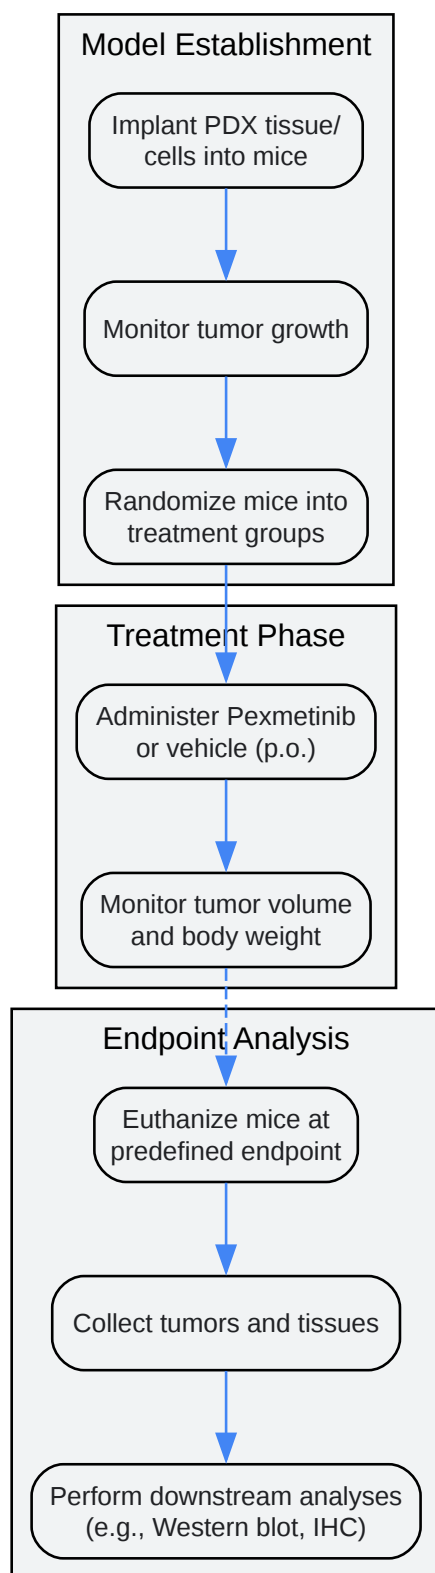 Model Establishment
Implant PDX tissue/
cells into mice
Monitor tumor growth
Randomize mice into
treatment groups
Treatment Phase
Administer Pexmetinib
or vehicle (p.o.)
Monitor tumor volume
and body weight
Endpoint Analysis
Euthanize mice at
predefined endpoint
Collect tumors and tissues
Perform downstream analyses
(e.g., Western blot, IHC)